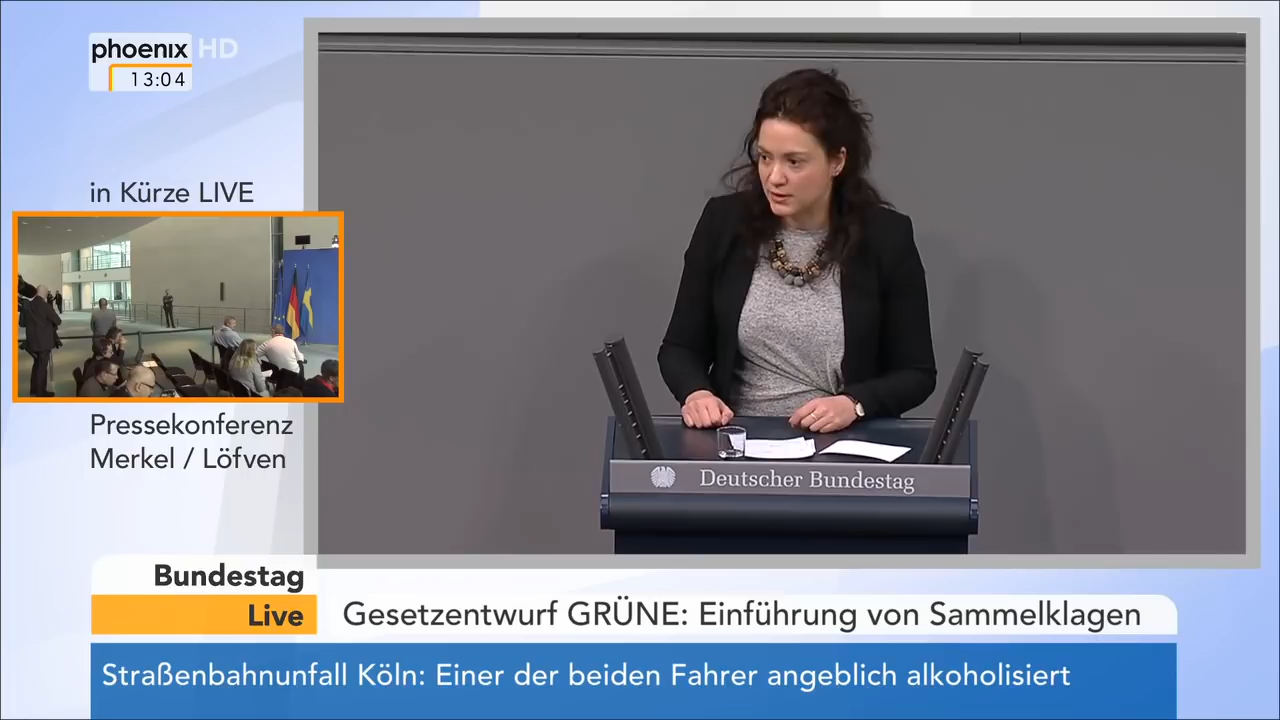 phoenix HD
13:04
in Kürze LIVE
Pressekonferenz
Merkel / Löfven
Deutscher Bundestag
Bundestag
Live
Gesetzentwurf GRÜNE: Einführung von Sammelklagen
Straßenbahnunfall Köln: Einer der beiden Fahrer angeblich alkoholisiert